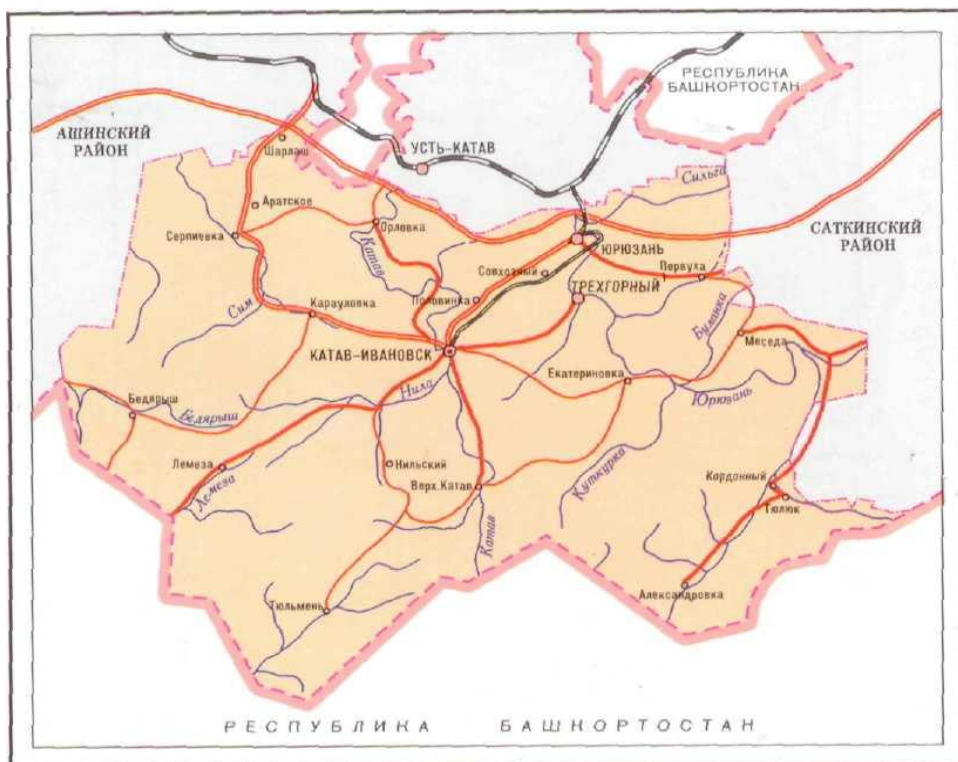 РЕСПУБЛИКА
БАШКОРТОСТАН
АШИНСКИЙ
РАЙОН
Шарлаш
УСТЬ-КАТАВ
Сильга
Аратское
Серпиевка
Орловка
Катав
ЮРЮЗАНЬ
САТКИНСКИЙ
РАЙОН
Совхозный
Первуха
ТРЕХГОРНЫЙ
Сим
Карауловка
Половинка
Буланка
Меседа
КАТАВ-ИВАНОВСК
Екатериновка
Нила
Юрюзань
Бедярыш
Бедярыш
Лемеза
Лемеза
Нильский
Верх. Катав
Куткурка
Кордонный
Тюлюк
Катав
Тюльмень
Александровка
РЕСПУБЛИКА БАШКОРТОСТАН